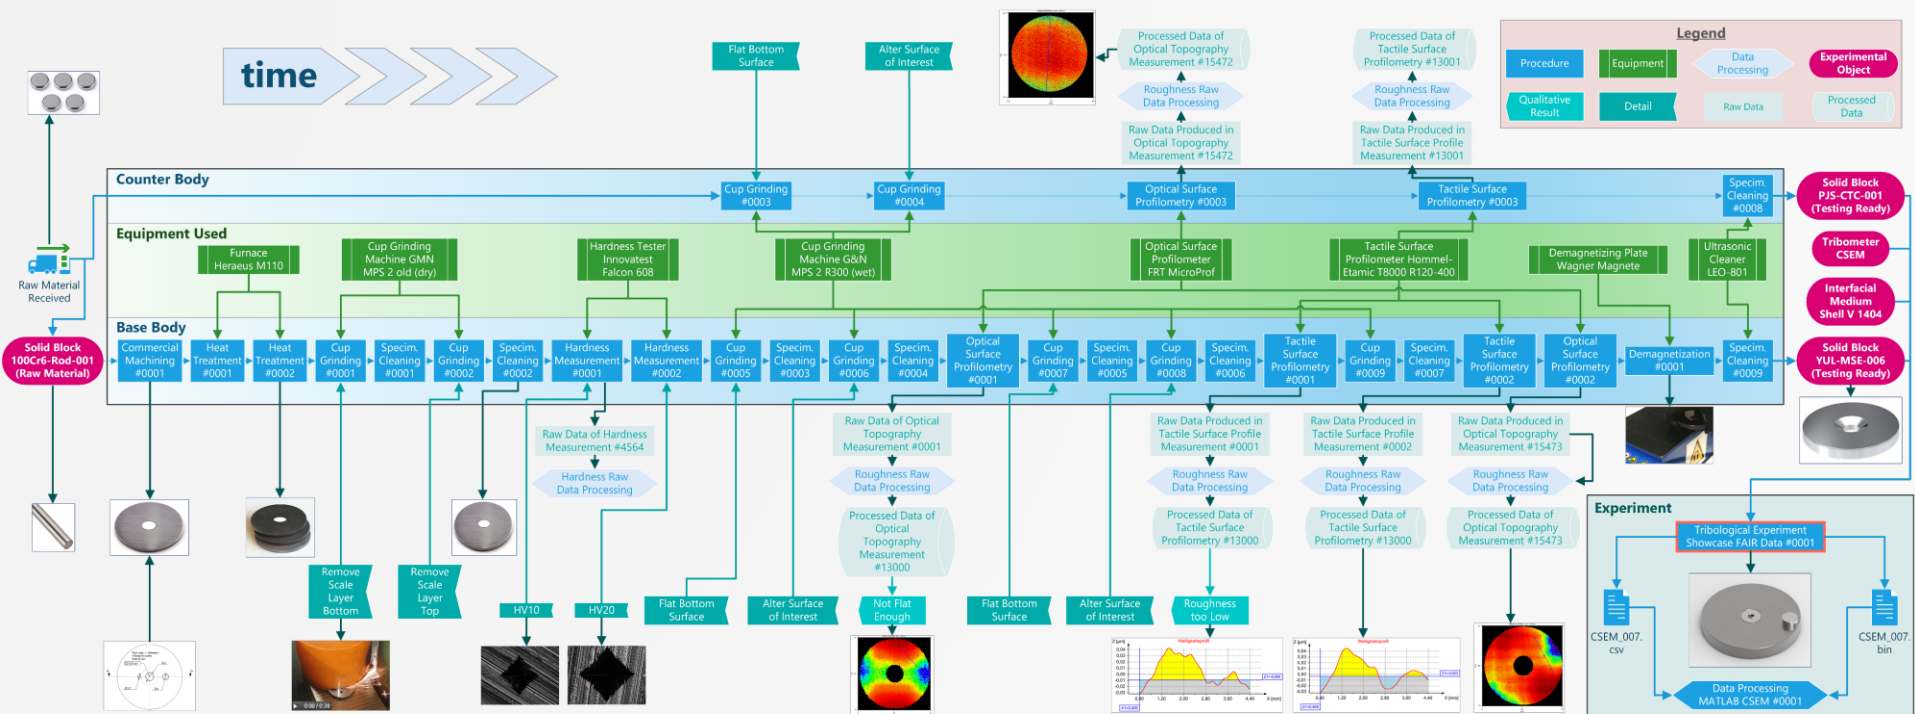 time
Flat Bottom
Surface
Alter Surface
of Interest
Processed Data of
Optical Topography
Measurement #15472
Roughness Raw
Data Processing
Raw Data Produced in
Optical Topography
Measurement #15472
Processed Data of
Tactile Surface
Profilometry #13001
Roughness Raw
Data Processing
Raw Data Produced in
Tactile Surface Profile
Measurement #13001
Legend
Procedure
Equipment
Data
Processing
Experimental
Object
Qualitative
Result
Detail
Raw Data
Processed
Data
Counter Body
Cup Grinding
#0003
Cup Grinding
#0004
Optical Surface
Profilometry #0003
Tactile Surface
Profilometry #0003
Specim.
Cleaning
#0008
Solid Block
PJS-CTC-001
(Testing Ready)
Raw Material
Received
Equipment Used
Furnace
Heraeus M110
Cup Grinding
Machine GMN
MPS 2 old (dry)
Hardness Tester
Innovatest
Falcon 608
Cup Grinding
Machine G&N
MPS 2 R300 (wet)
Optical Surface
Profilometer
FRT MicroProf
Tactile Surface
Profilometer Hommel-
Etamic T8000 R120-400
Demagnetizing Plate
Wagner Magnete
Ultrasonic
Cleaner
LEO-801
Tribometer
CSEM
Interfacial
Medium
Shell V 1404
Base Body
Solid Block
100Cr6-Rod-001
(Raw Material)
Commercial
Machining
#0001
Heat
Treatment
#0001
Heat
Treatment
#0002
Cup
Grinding
#0001
Specim.
Cleaning
#0001
Cup
Grinding
#0002
Specim.
Cleaning
#0002
Hardness
Measurement
#0001
Hardness
Measurement
#0002
Cup
Grinding
#0005
Specim.
Cleaning
#0003
Cup
Grinding
#0006
Specim.
Cleaning
#0004
Optical
Surface
Profilometry
#0001
Cup
Grinding
#0007
Specim.
Cleaning
#0005
Cup
Grinding
#0008
Specim.
Cleaning
#0006
Tactile
Surface
Profilometry
#0001
Cup
Grinding
#0009
Specim.
Cleaning
#0007
Tactile
Surface
Profilometry
#0002
Optical
Surface
Profilometry
#0002
Demagnetization
#0001
Specim.
Cleaning
#0009
Solid Block
YUL-MSE-006
(Testing Ready)
Raw Data of Hardness
Measurement #4564
Hardness Raw
Data Processing
Raw Data of Optical
Topography
Measurement #0001
Roughness Raw
Data Processing
Processed Data of
Optical
Topography
Measurement
#13000
Not Flat
Enough
Raw Data Produced in
Tactile Surface Profile
Measurement #0001
Roughness Raw
Data Processing
Processed Data of
Tactile Surface
Profilometry #13000
Roughness
too Low
Raw Data Produced in
Tactile Surface Profile
Measurement #0002
Roughness Raw
Data Processing
Processed Data of
Tactile Surface
Profilometry #13000
Raw Data Produced in
Optical Topography
Measurement #15473
Roughness Raw
Data Processing
Processed Data of
Optical Topography
Measurement #15473
Remove
Scale
Layer
Bottom
Remove
Scale
Layer
Top
HV10
HV20
Flat Bottom
Surface
Alter Surface
of Interest
Flat Bottom
Surface
Alter Surface
of Interest
0:00 / 0:28
Experiment
Tribological Experiment
Showcase FAIR Data #0001
CSEM_007.
csv
CSEM_007.
bin
Data Processing
MATLAB CSEM #0001